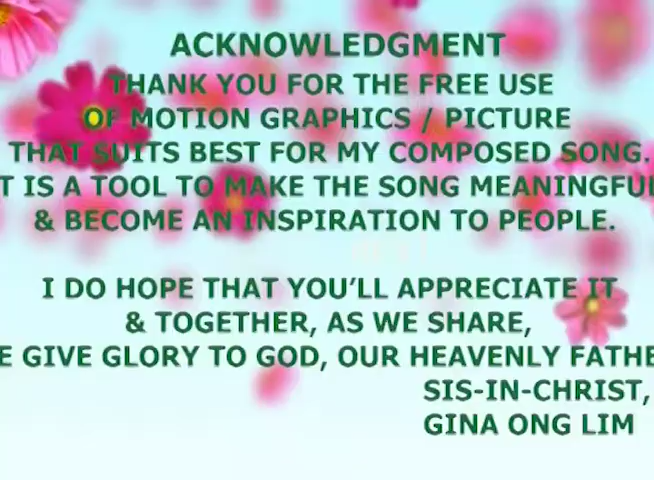 ACKNOWLEDGMENT
THANK YOU FOR THE FREE USE
OF MOTION GRAPHICS / PICTURE
THAT SUITS BEST FOR MY COMPOSED SONG.
T IS A TOOL TO MAKE THE SONG MEANINGFUL
& BECOME AN INSPIRATION TO PEOPLE.
I DO HOPE THAT YOU'LL APPRECIATE IT
& TOGETHER, AS WE SHARE,
E GIVE GLORY TO GOD, OUR HEAVENLY FATHE
SIS-IN-CHRIST,
GINA ONG LIM